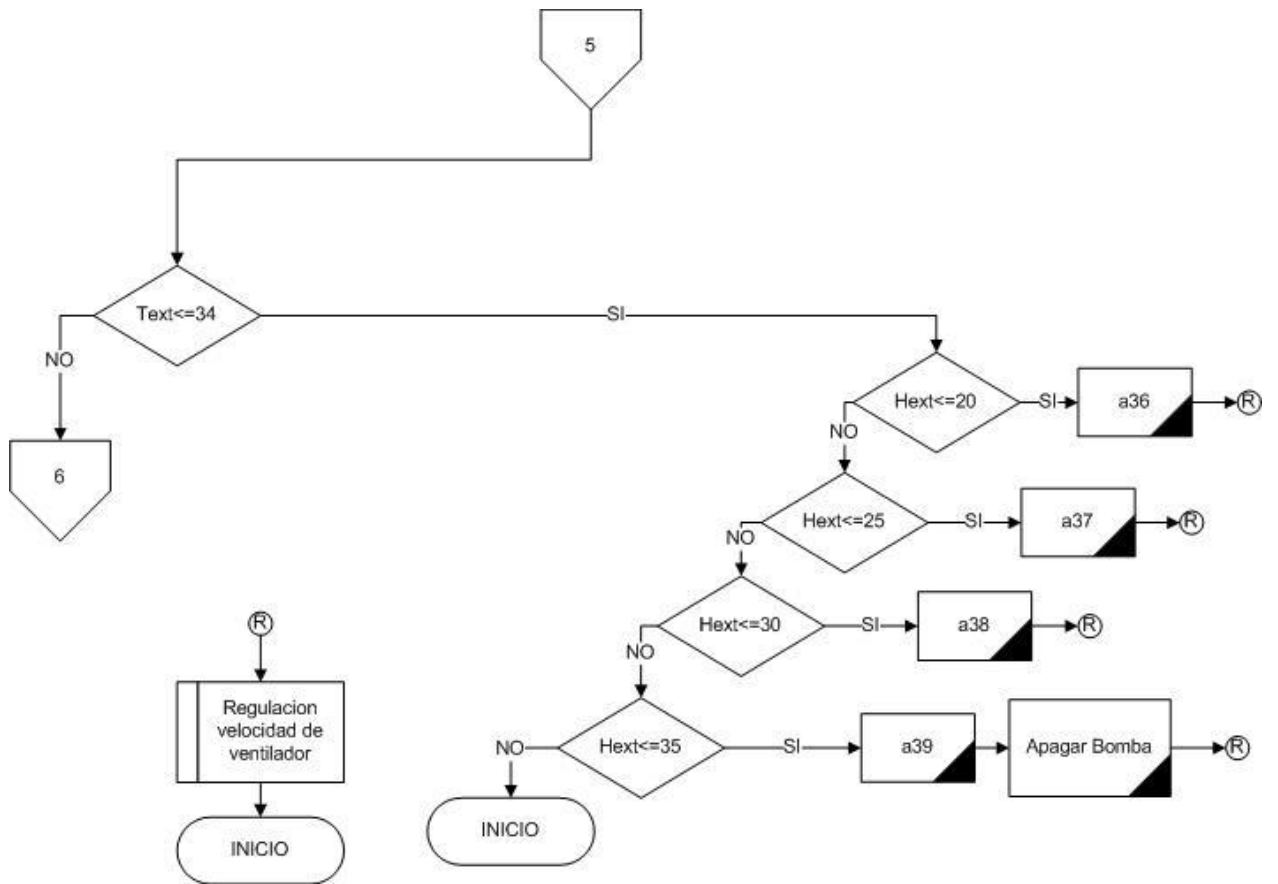 5
Text<=34
SI
NO
6
Hext<=20
SI
a36
R
NO
Hext<=25
SI
a37
R
NO
Hext<=30
SI
a38
R
NO
Hext<=35
SI
a39
Apagar Bomba
R
NO
INICIO
R
Regulacion
velocidad de
ventilador
INICIO